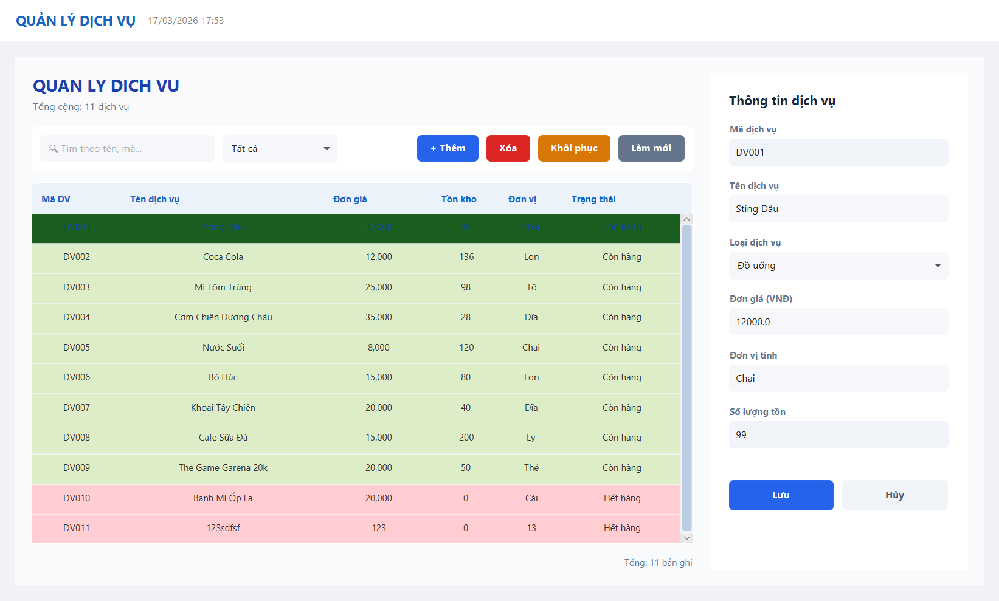 QUẢN LÝ DỊCH VỤ 17/03/2026 17:53
QUAN LY DICH VU
Tổng cộng: 11 dịch vụ
Tìm theo tên, mã... Tất cả + Thêm Xóa Khôi phục Làm mới
Mã DV Tên dịch vụ Đơn giá Tồn kho Đơn vị Trạng thái
DV001 Sting Dâu 12,000 99 Chai Còn hàng
DV002 Coca Cola 12,000 136 Lon Còn hàng
DV003 Mì Tôm Trứng 25,000 98 Tô Còn hàng
DV004 Cơm Chiên Dương Châu 35,000 28 Dĩa Còn hàng
DV005 Nước Suối 8,000 120 Chai Còn hàng
DV006 Bò Húc 15,000 80 Lon Còn hàng
DV007 Khoai Tây Chiên 20,000 40 Dĩa Còn hàng
DV008 Cafe Sữa Đá 15,000 200 Ly Còn hàng
DV009 Thẻ Game Garena 20k 20,000 50 Thẻ Còn hàng
DV010 Bánh Mì Ốp La 20,000 0 Cái Hết hàng
DV011 123sdfsf 123 0 13 Hết hàng
Tổng: 11 bản ghi
Thông tin dịch vụ
Mã dịch vụ
DV001
Tên dịch vụ
Sting Dâu
Loại dịch vụ
Đồ uống
Đơn giá (VNĐ)
12000.0
Đơn vị tính
Chai
Số lượng tồn
99
Lưu Hủy